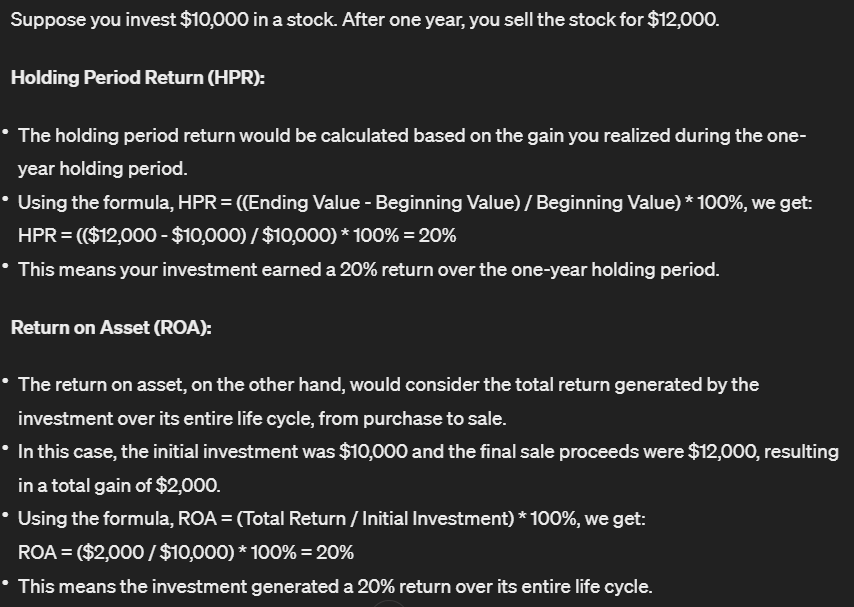 Suppose you invest $10,000 in a stock. After one year, you sell the stock for $12,000.
Holding Period Return (HPR):
• The holding period return would be calculated based on the gain you realized during the one-
year holding period.
• Using the formula, HPR = ((Ending Value - Beginning Value) / Beginning Value) * 100%, we get:
HPR = (($12,000 - $10,000) / $10,000) * 100% = 20%
• This means your investment earned a 20% return over the one-year holding period.
Return on Asset (ROA):
• The return on asset, on the other hand, would consider the total return generated by the
investment over its entire life cycle, from purchase to sale.
• In this case, the initial investment was $10,000 and the final sale proceeds were $12,000, resulting
in a total gain of $2,000.
• Using the formula, ROA = (Total Return / Initial Investment) * 100%, we get:
ROA = ($2,000 / $10,000) * 100% = 20%
• This means the investment generated a 20% return over its entire life cycle.